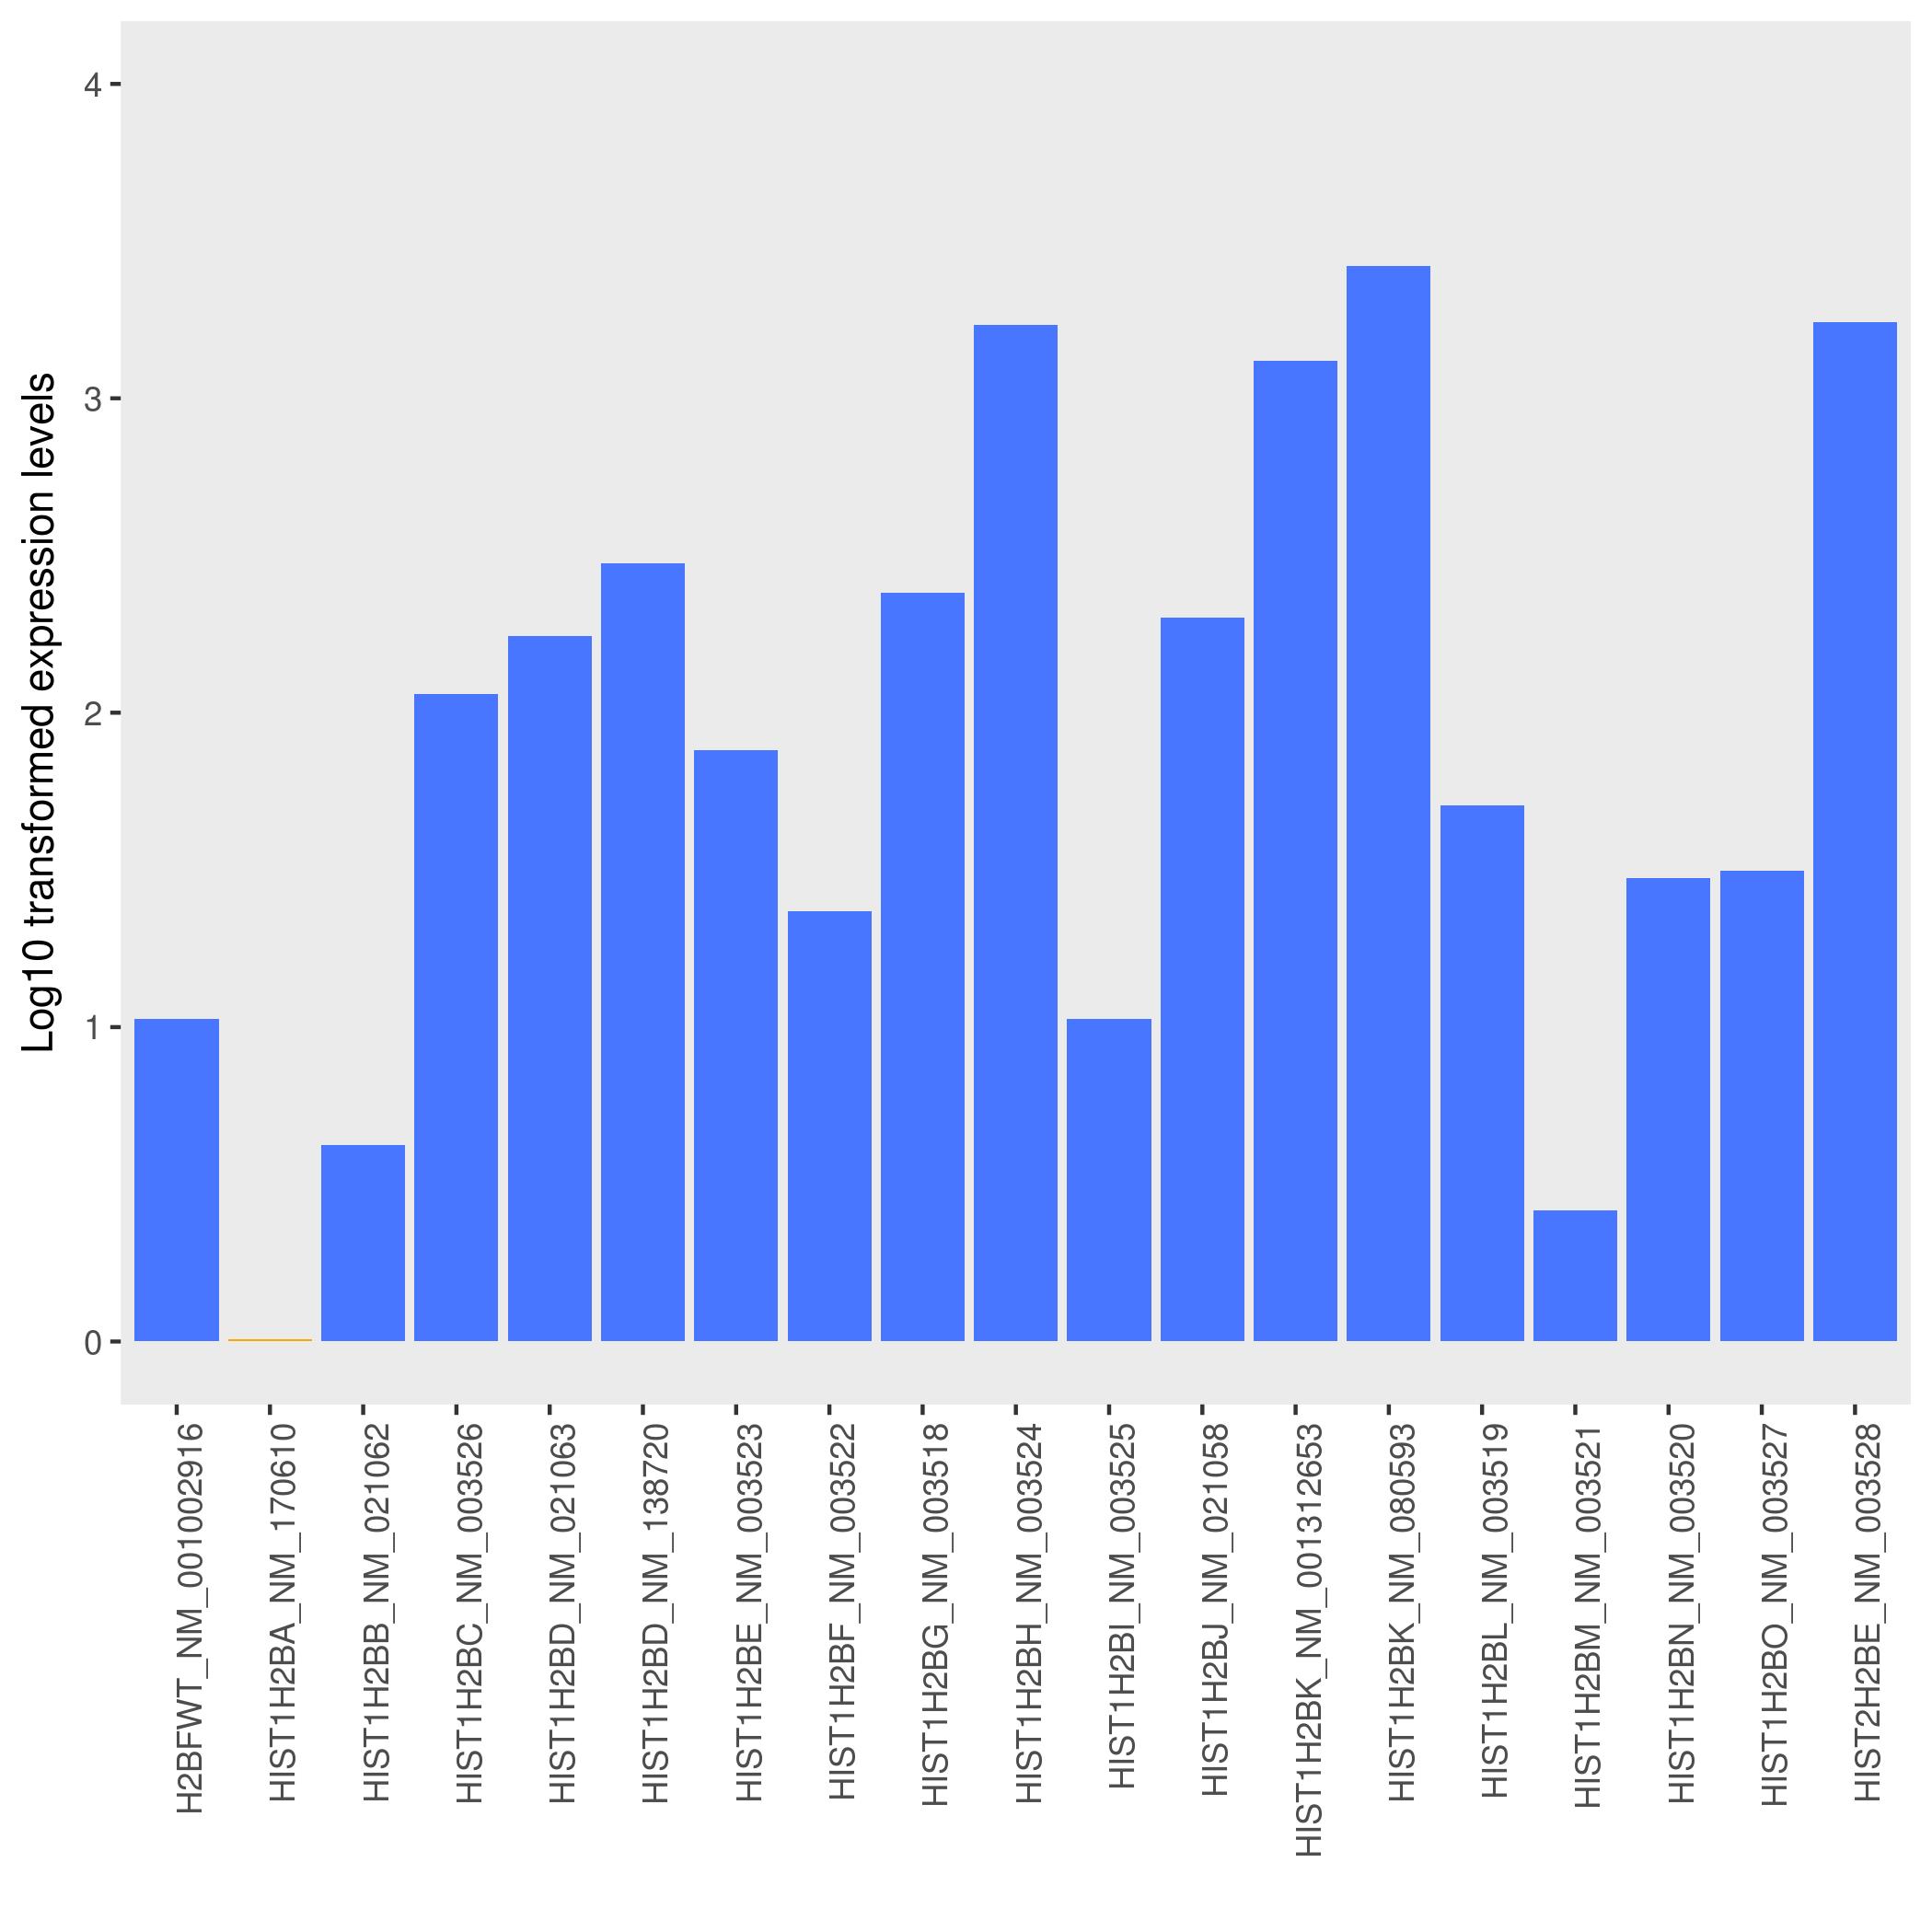 Log10 transformed expression levels
4
3
2
1
0
H2BFWT_NM_001002916
HIST1H2BA_NM_170610
HIST1H2BB_NM_021062
HIST1H2BC_NM_003526
HIST1H2BD_NM_021063
HIST1H2BD_NM_138720
HIST1H2BE_NM_003523
HIST1H2BF_NM_003522
HIST1H2BG_NM_003518
HIST1H2BH_NM_003524
HIST1H2BI_NM_003525
HIST1H2BJ_NM_021058
HIST1H2BK_NM_001312653
HIST1H2BK_NM_080593
HIST1H2BL_NM_003519
HIST1H2BM_NM_003521
HIST1H2BN_NM_003520
HIST1H2BO_NM_003527
HIST2H2BE_NM_003528